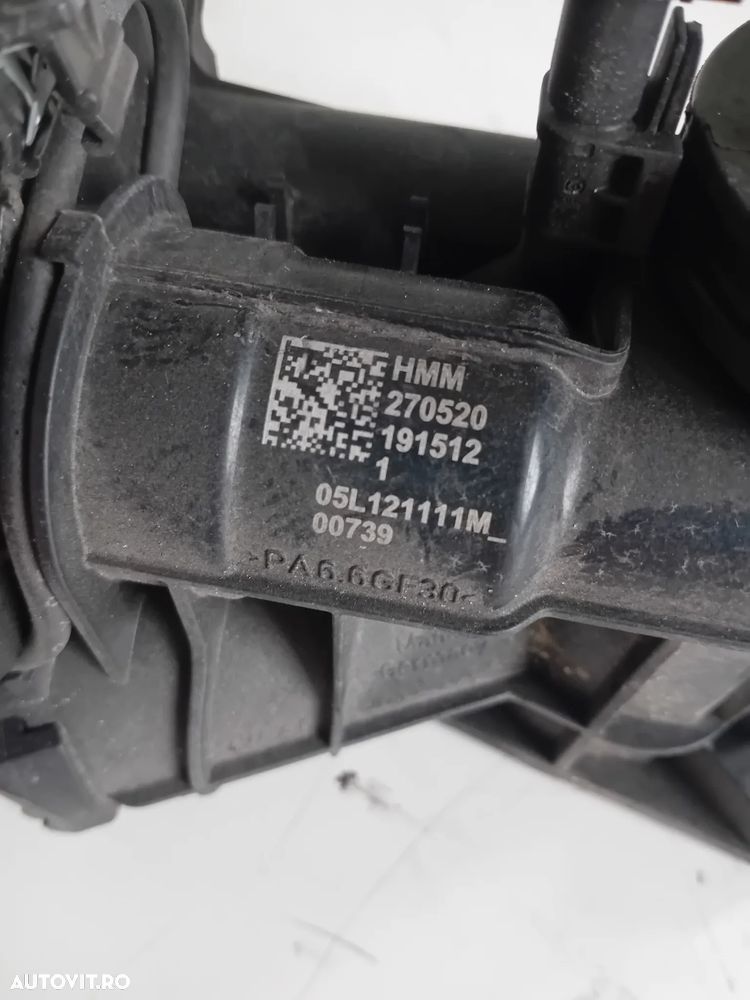 HMM
270520
191512
1
05L121111M_
00739
>PA6.6GF30<
AUTOVIT.RO